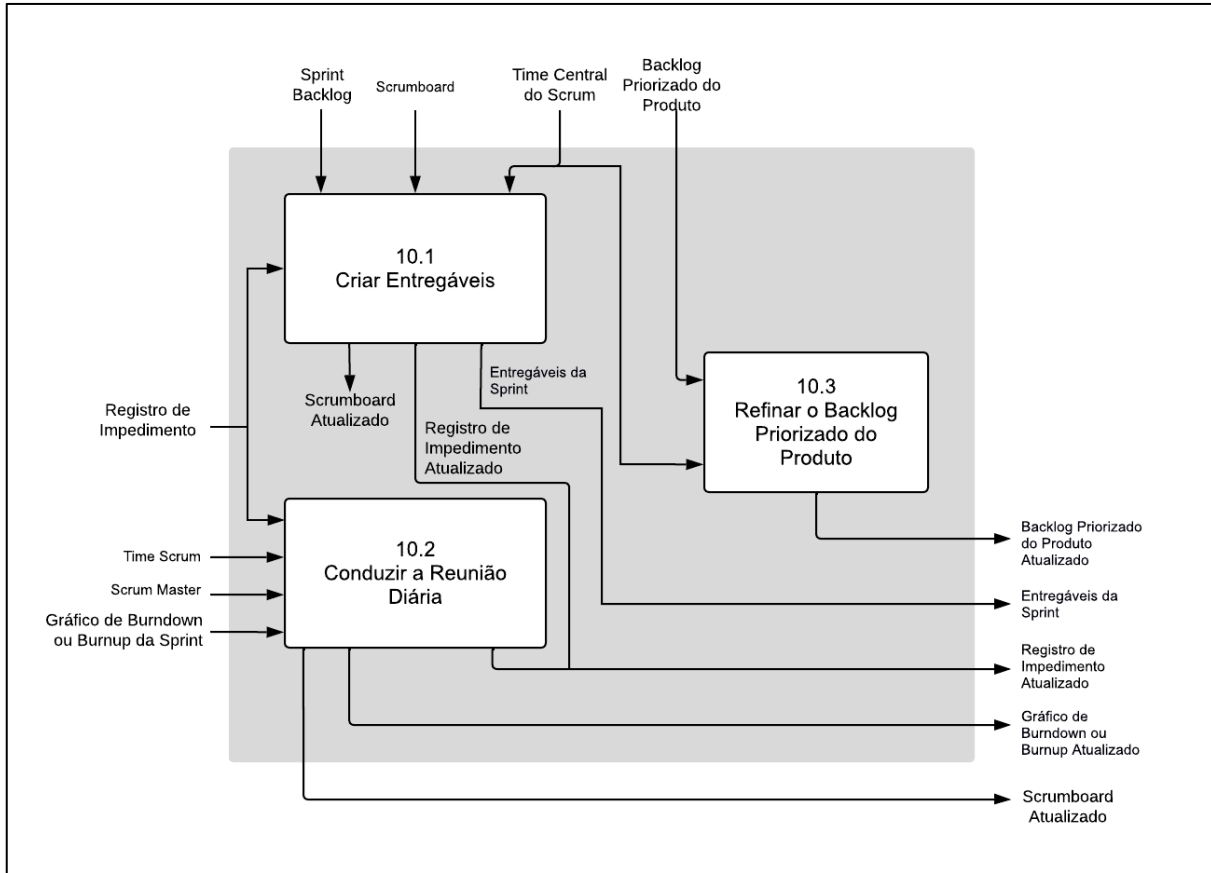 Sprint
Backlog
Scrumboard
Time Central
do Scrum
Backlog
Priorizado do
Produto
10.1
Criar Entregáveis
Entregáveis da
Sprint
Scrumboard
Atualizado
Registro de
Impedimento
Registro de
Impedimento
Atualizado
10.3
Refinar o Backlog
Priorizado do
Produto
10.2
Conduzir a Reunião
Diária
Time Scrum
Scrum Master
Gráfico de Burndown
ou Burnup da Sprint
Backlog Priorizado
do Produto
Atualizado
Entregáveis da
Sprint
Registro de
Impedimento
Atualizado
Gráfico de
Burndown ou
Burnup Atualizado
Scrumboard
Atualizado